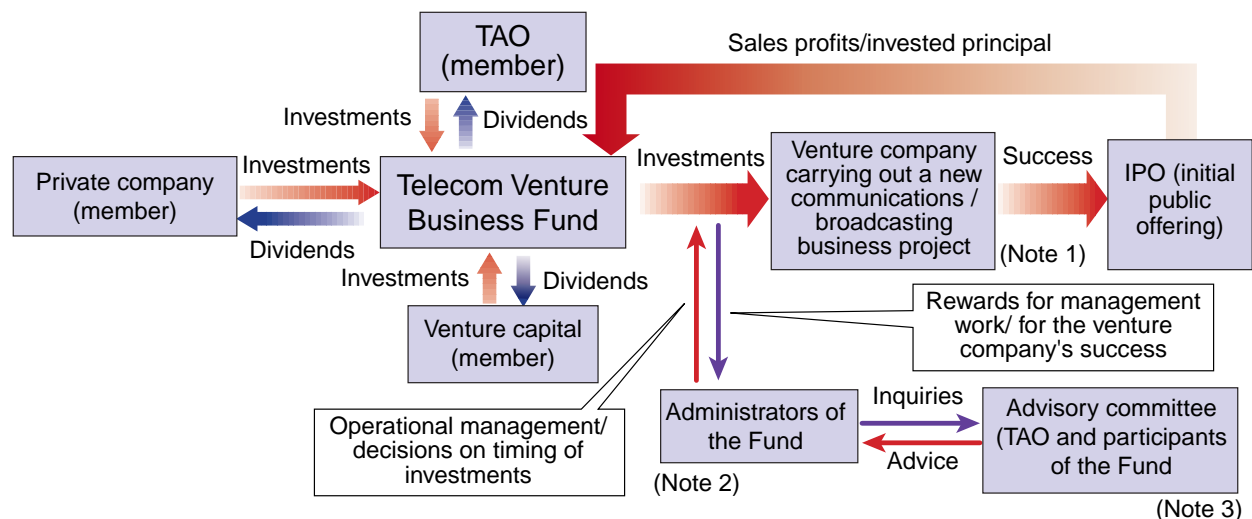 TAO
(member)
Sales profits/invested principal
Investments
Dividends
Private company
(member)
Investments
Dividends
Telecom Venture
Business Fund
Investments
Venture company
carrying out a new
communications /
broadcasting
business project
Success
(Note 1)
IPO (initial
public
offering)
Investments
Dividends
Venture capital
(member)
Rewards for management
work/ for the venture
company's success
Operational management/
decisions on timing of
investments
Administrators of
the Fund
(Note 2)
Inquiries
Advice
Advisory committee
(TAO and participants
of the Fund
(Note 3)